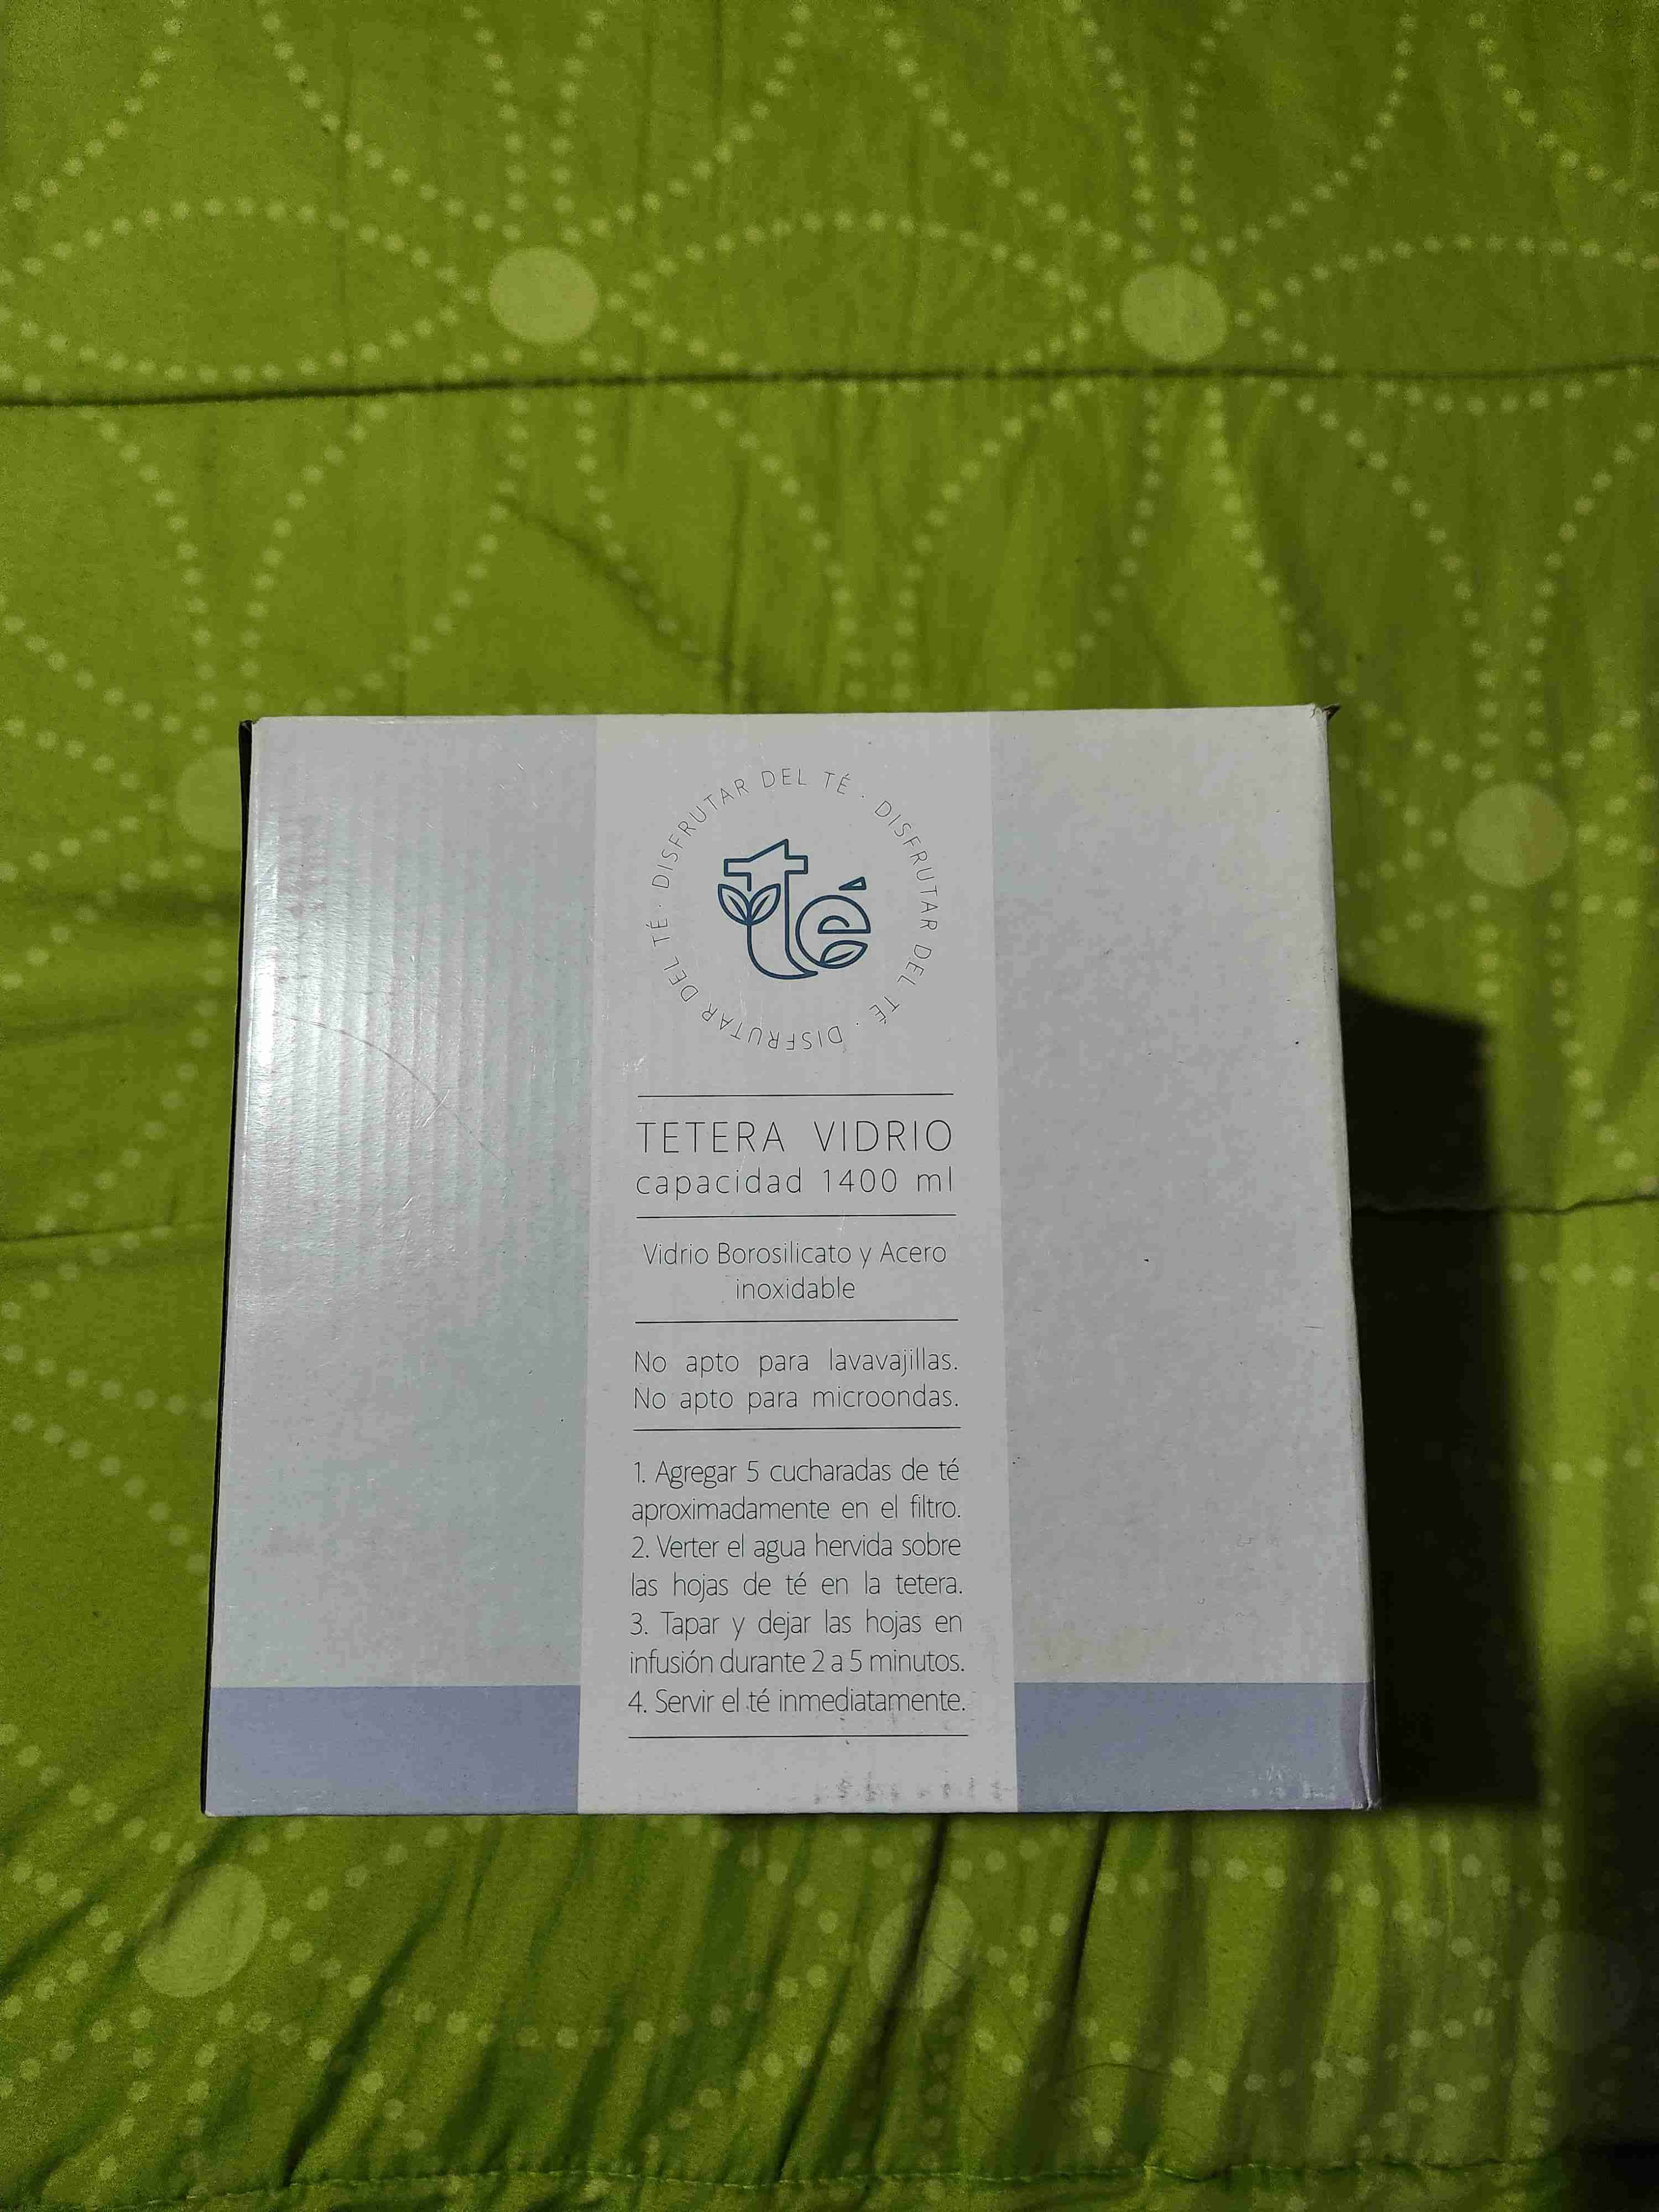 DISFRUTAR DEL TÉ · DISFRUTAR DEL TÉ · DISFRUTAR DEL TÉ ·
té
TETERA VIDRIO
capacidad 1400 ml
Vidrio Borosilicato y Acero
inoxidable
No apto para lavavajillas.
No apto para microondas.
1. Agregar 5 cucharadas de té
aproximadamente en el filtro.
2. Verter el agua hervida sobre
las hojas de té en la tetera.
3. Tapar y dejar las hojas en
infusión durante 2 a 5 minutos.
4. Servir el té inmediatamente.